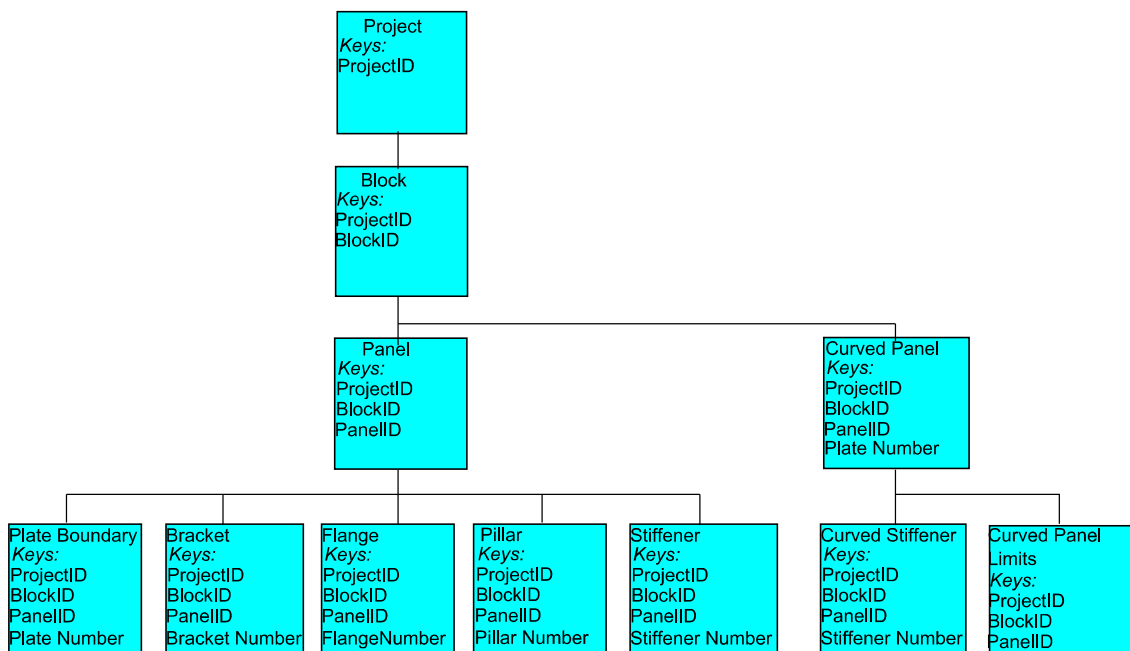 Project
Keys:
ProjectID
Block
Keys:
ProjectID
BlockID
Panel
Keys:
ProjectID
BlockID
PanelID
Curved Panel
Keys:
ProjectID
BlockID
PanelID
Plate Number
Plate Boundary
Keys:
ProjectID
BlockID
PanelID
Plate Number
Bracket
Keys:
ProjectID
BlockID
PanelID
Bracket Number
Flange
Keys:
ProjectID
BlockID
PanelID
FlangeNumber
Pillar
Keys:
ProjectID
BlockID
PanelID
Pillar Number
Stiffener
Keys:
ProjectID
BlockID
PanelID
Stiffener Number
Curved Stiffener
Keys:
ProjectID
BlockID
PanelID
Stiffener Number
Curved Panel
Limits
Keys:
ProjectID
BlockID
PanelID